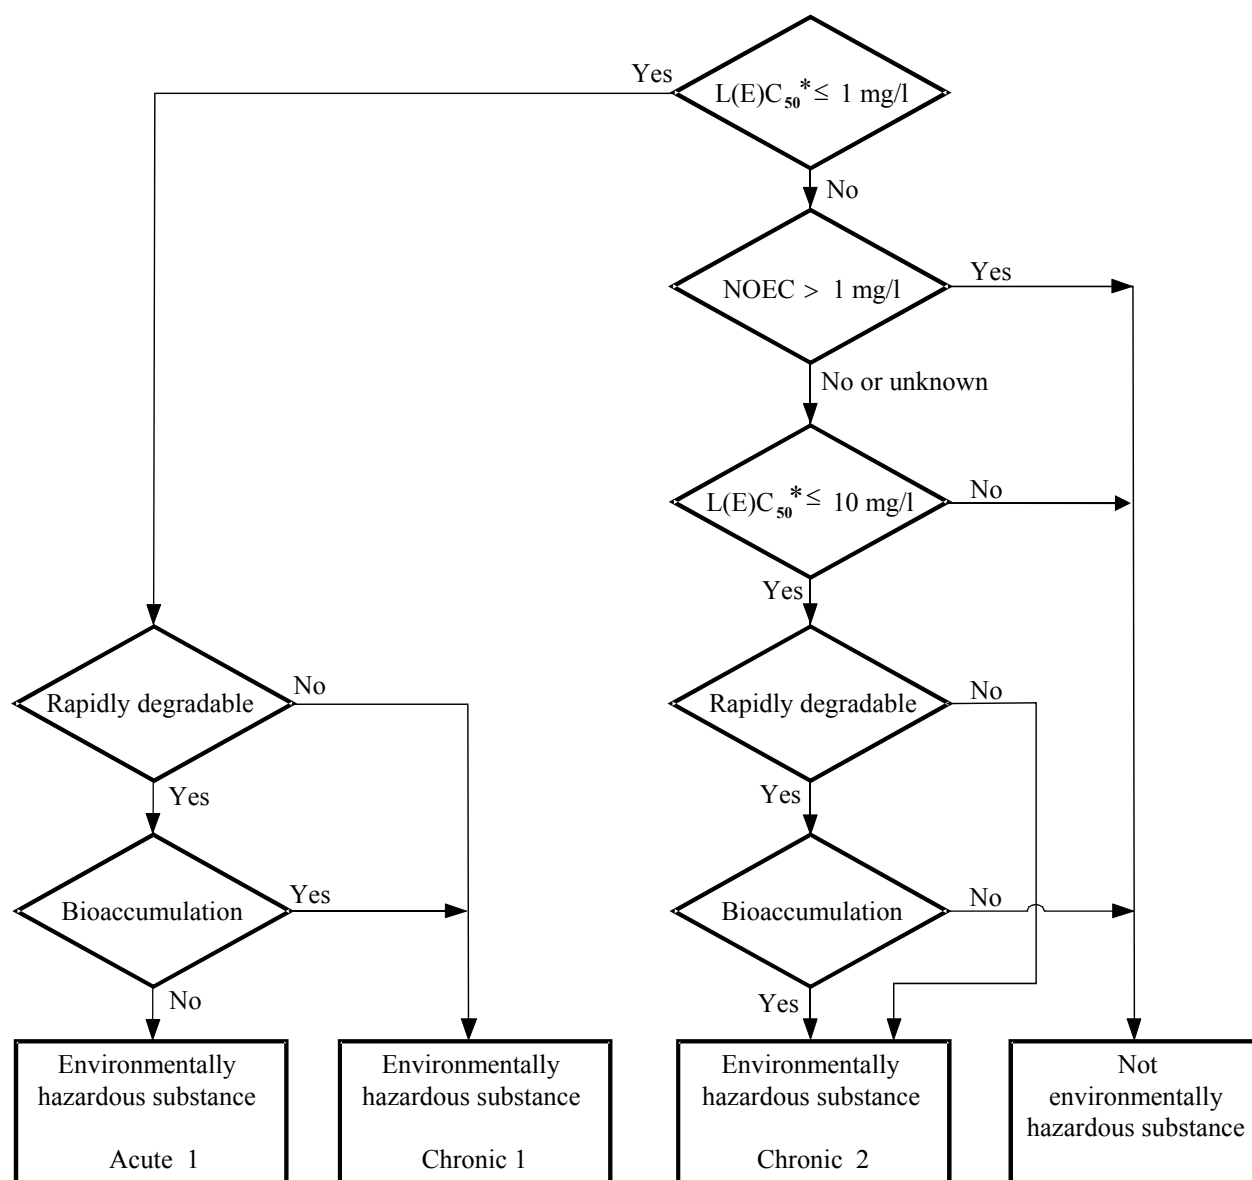 Yes
L(E)C50* ≤ 1 mg/l
No
NOEC > 1 mg/l
Yes
No or unknown
L(E)C50* ≤ 10 mg/l
No
Yes
Rapidly degradable
No
Rapidly degradable
No
Yes
Yes
Bioaccumulation
Yes
Bioaccumulation
No
No
Yes
Environmentally
hazardous substance
Acute 1
Environmentally
hazardous substance
Chronic 1
Environmentally
hazardous substance
Chronic 2
Not
environmentally
hazardous substance